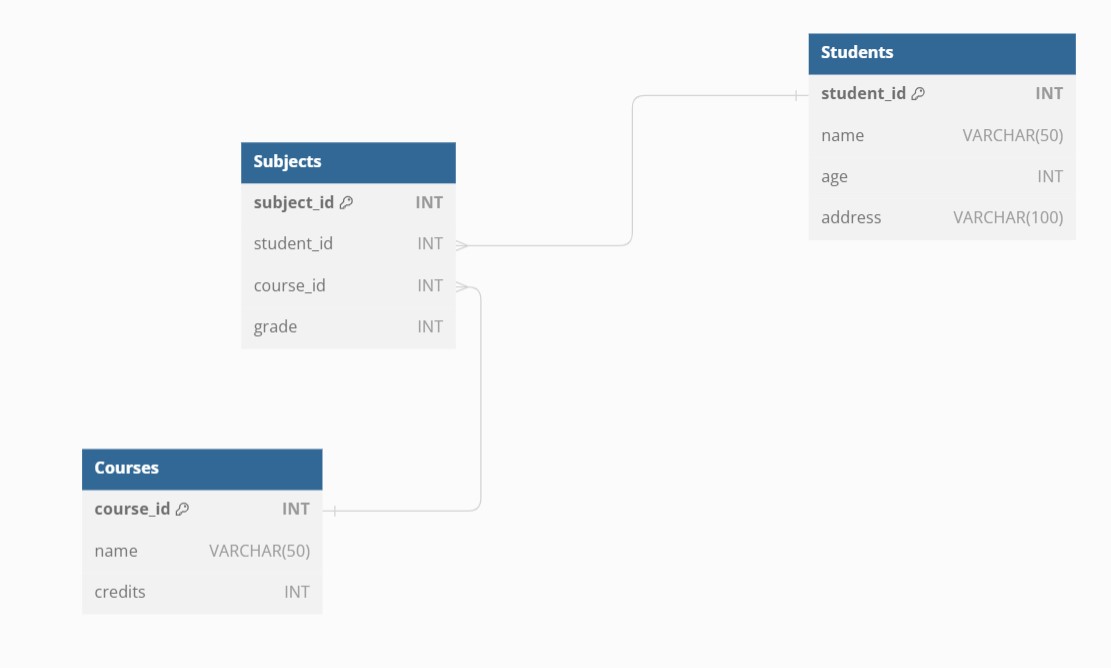 Students
student_id INT
name VARCHAR(50)
age INT
address VARCHAR(100)
Subjects
subject_id INT
student_id INT
course_id INT
grade INT
Courses
course_id INT
name VARCHAR(50)
credits INT